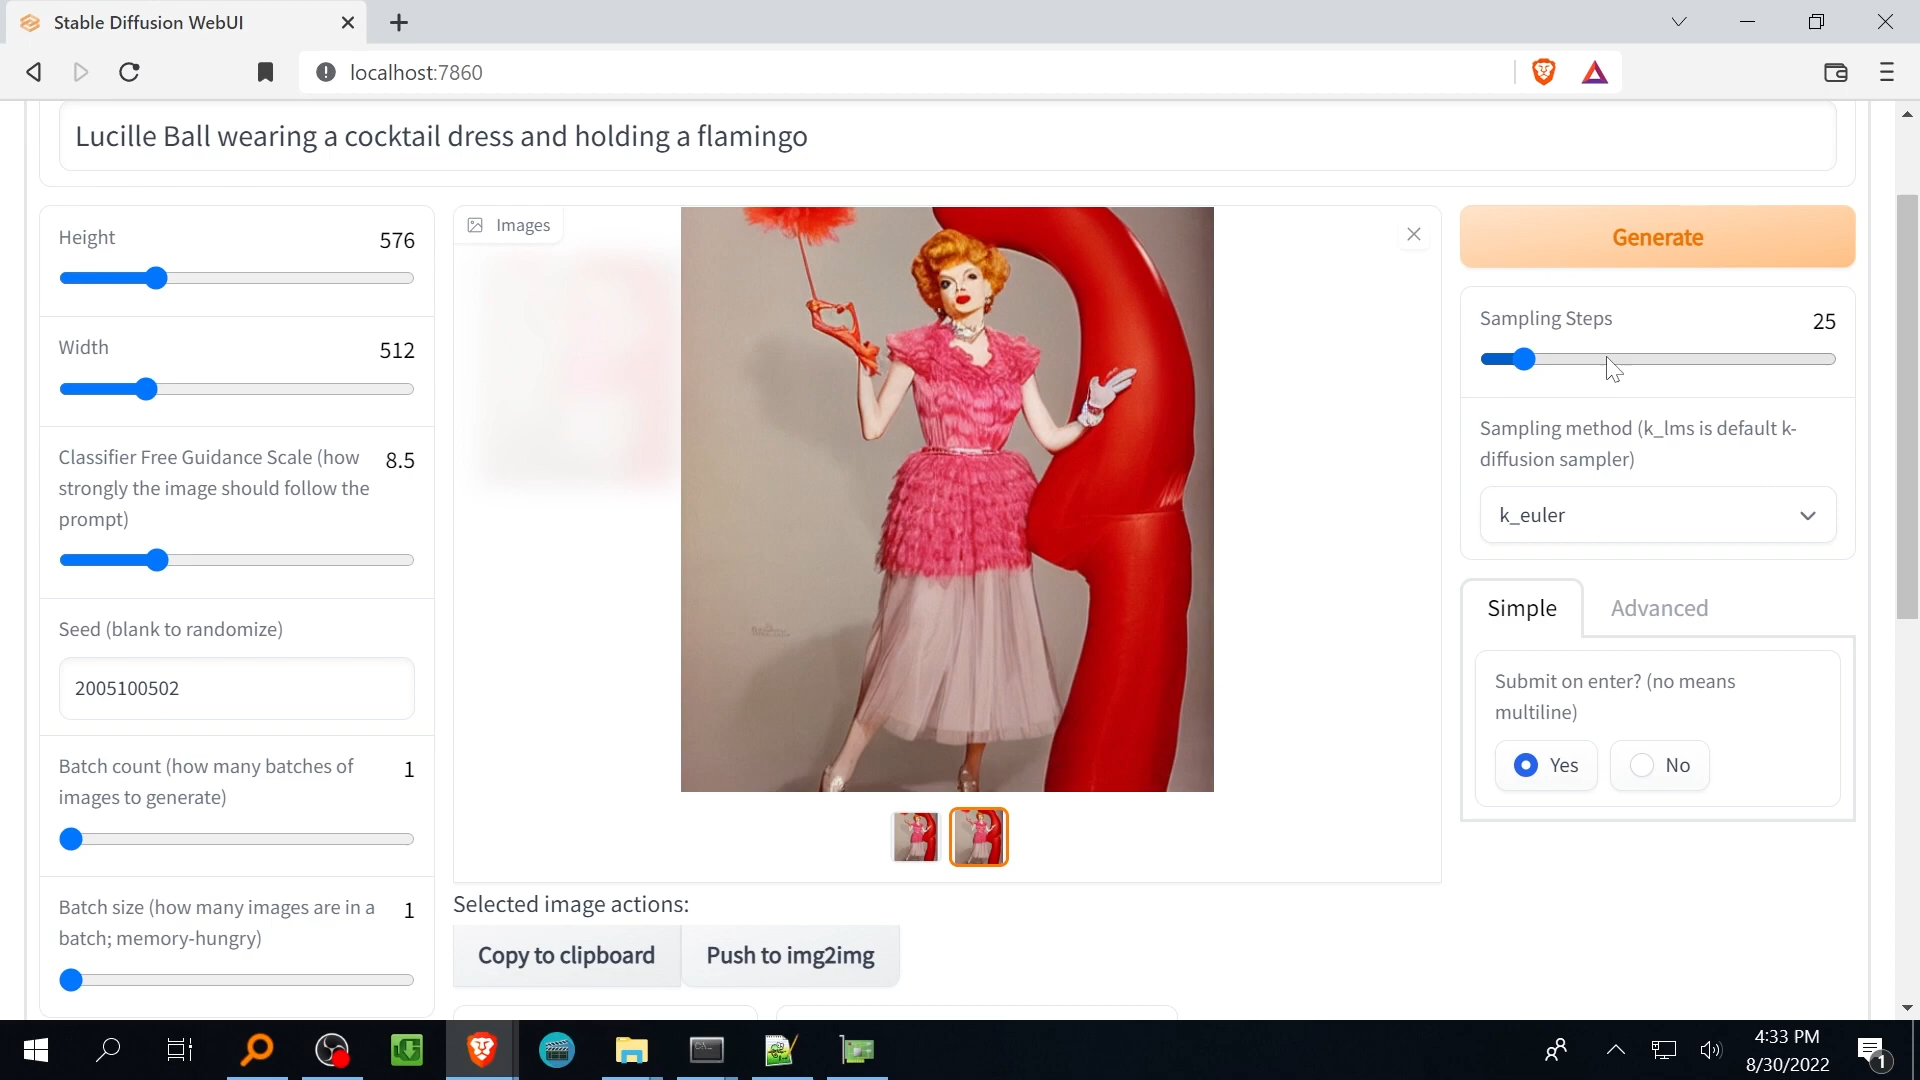 Stable Diffusion WebUI
localhost:7860
Lucille Ball wearing a cocktail dress and holding a flamingo
Height
576
Width
512
Classifier Free Guidance Scale (how
strongly the image should follow the
prompt)
8.5
Seed (blank to randomize)
2005100502
Batch count (how many batches of
images to generate)
1
Batch size (how many images are in a
batch; memory-hungry)
1
Images
Selected image actions:
Copy to clipboard
Push to img2img
Generate
Sampling Steps
25
Sampling method (k_lms is default k-
diffusion sampler)
k_euler
Simple
Advanced
Submit on enter? (no means
multiline)
Yes
No
4:33 PM
8/30/2022
1